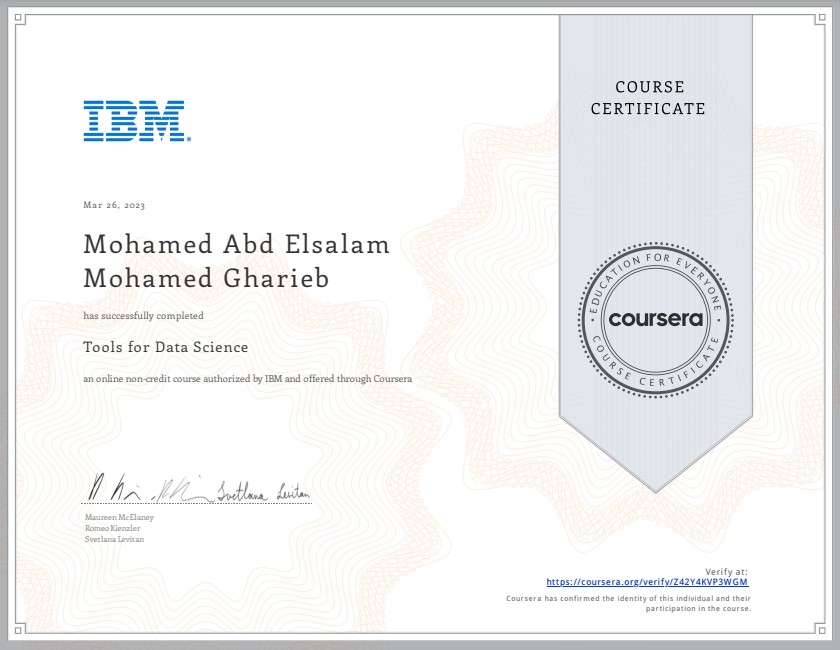 IBM
Mar 26, 2023
Mohamed Abd Elsalam
Mohamed Gharieb
has successfully completed
Tools for Data Science
an online non-credit course authorized by IBM and offered through Coursera
Svetlana Levitan
Maureen McElaney
Romeo Kienzler
Svetlana Levitan
COURSE
CERTIFICATE
EDUCATION FOR EVERYONE
coursera
COURSE CERTIFICATE
Verify at:
https://coursera.org/verify/Z42Y4KVP3WGM
Coursera has confirmed the identity of this individual and their
participation in the course.